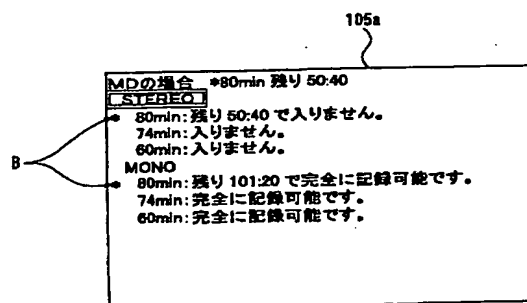 105a
MDの場合 *80min 残り 50:40
STEREO
80min:残り 50:40 で入りません。
74min:入りません。
60min:入りません。
B
MONO
80min:残り 101:20 で完全に記録可能です。
74min:完全に記録可能です。
60min:完全に記録可能です。